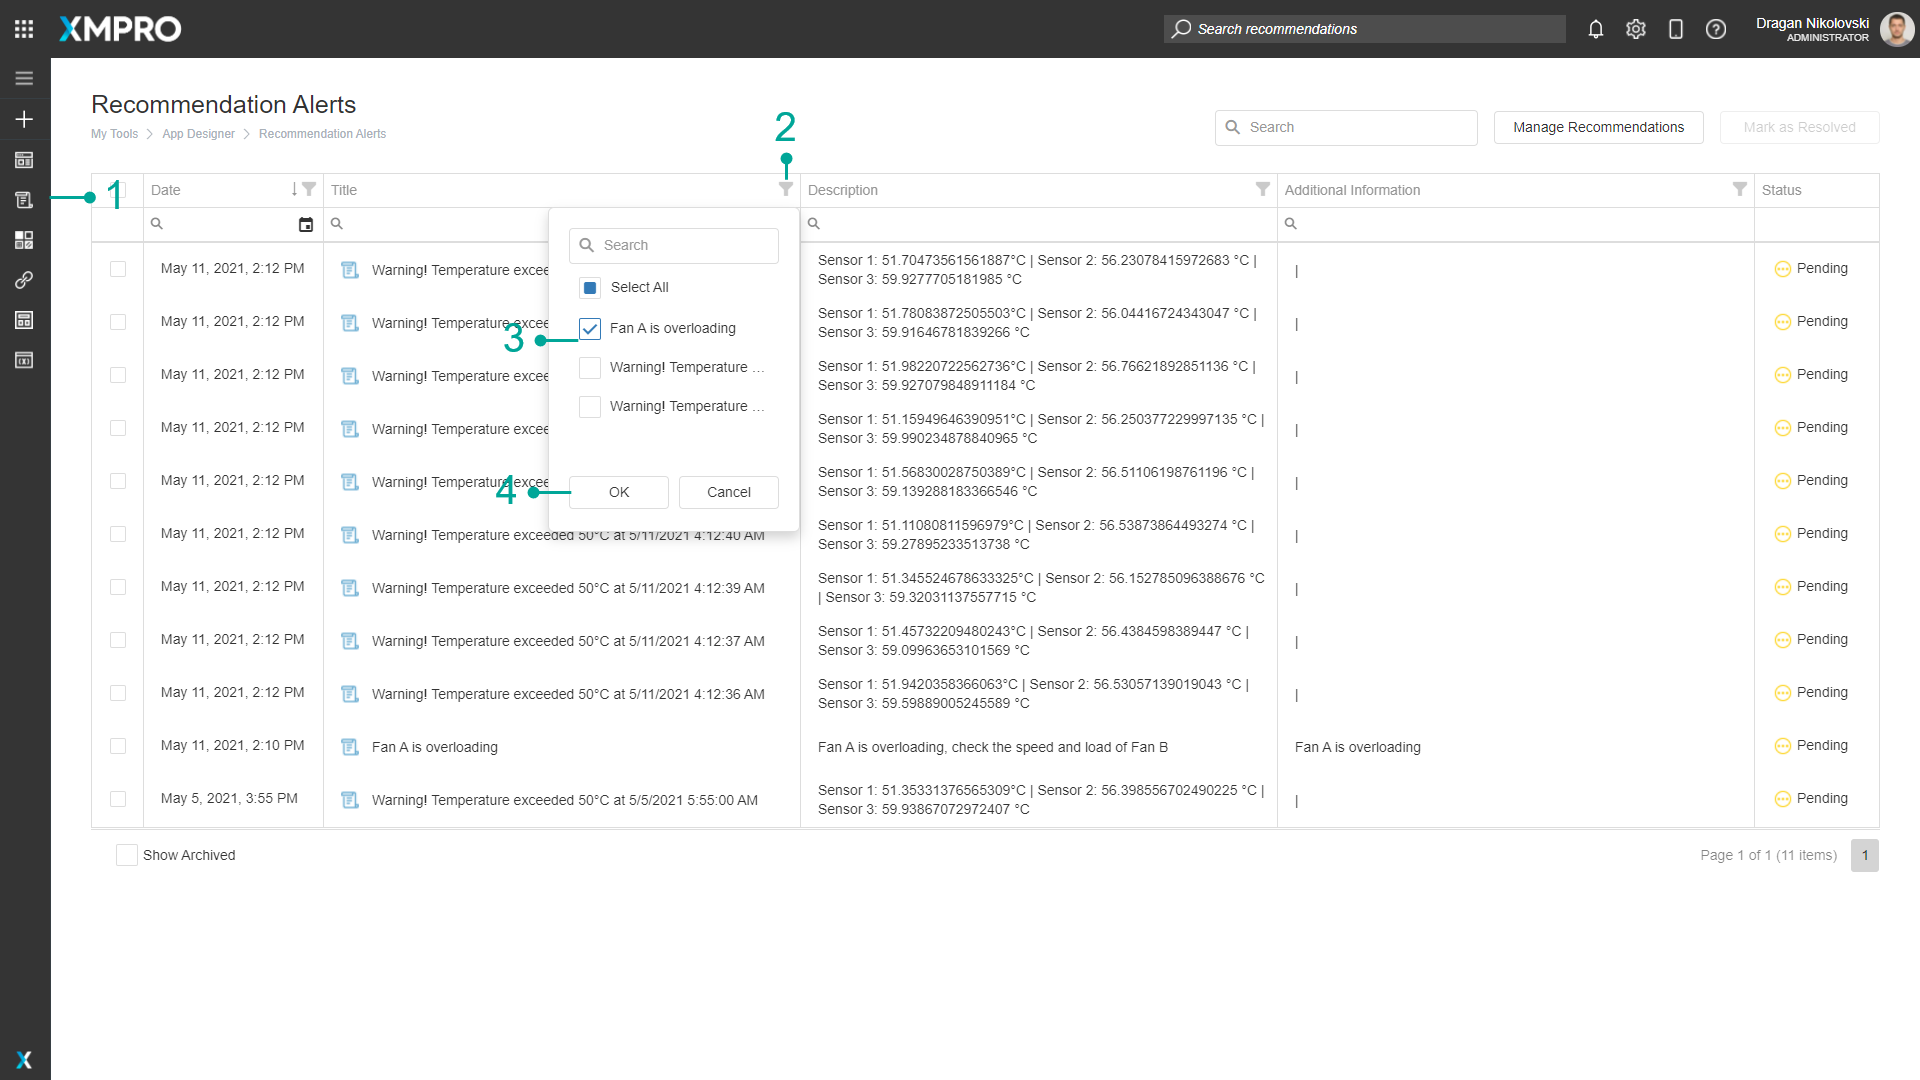 XMPRO
Search recommendations
Dragan Nikolovski
ADMINISTRATOR
Recommendation Alerts
My Tools
App Designer
Recommendation Alerts
2
Search
Manage Recommendations
Mark as Resolved
1
Date
Title
Description
Additional Information
Status
Search
Select All
Fan A is overloading
Warning! Temperature ...
Warning! Temperature ...
3
4
OK
Cancel
May 11, 2021, 2:12 PM
Warning! Temperature excee
Sensor 1: 51.70473561561887°C | Sensor 2: 56.23078415972683 °C |
Sensor 3: 59.9277705181985 °C
|
Pending
May 11, 2021, 2:12 PM
Warning! Temperature excee
Sensor 1: 51.78083872505503°C | Sensor 2: 56.04416724343047 °C |
Sensor 3: 59.91646781839266 °C
|
Pending
May 11, 2021, 2:12 PM
Warning! Temperature excee
Sensor 1: 51.98220722562736°C | Sensor 2: 56.76621892851136 °C |
Sensor 3: 59.927079848911184 °C
|
Pending
May 11, 2021, 2:12 PM
Warning! Temperature excee
Sensor 1: 51.15949646390951°C | Sensor 2: 56.250377229997135 °C |
Sensor 3: 59.990234878840965 °C
|
Pending
May 11, 2021, 2:12 PM
Warning! Temperature excee
Sensor 1: 51.56830028750389°C | Sensor 2: 56.51106198761196 °C |
Sensor 3: 59.139288183366546 °C
|
Pending
May 11, 2021, 2:12 PM
Warning! Temperature exceeded 50°C at 5/11/2021 4:12:40 AM
Sensor 1: 51.11080811596979°C | Sensor 2: 56.53873864493274 °C |
Sensor 3: 59.27895233513738 °C
|
Pending
May 11, 2021, 2:12 PM
Warning! Temperature exceeded 50°C at 5/11/2021 4:12:39 AM
Sensor 1: 51.345524678633325°C | Sensor 2: 56.152785096388676 °C
| Sensor 3: 59.32031137557715 °C
|
Pending
May 11, 2021, 2:12 PM
Warning! Temperature exceeded 50°C at 5/11/2021 4:12:37 AM
Sensor 1: 51.45732209480243°C | Sensor 2: 56.4384598389447 °C |
Sensor 3: 59.09963653101569 °C
|
Pending
May 11, 2021, 2:12 PM
Warning! Temperature exceeded 50°C at 5/11/2021 4:12:36 AM
Sensor 1: 51.9420358366063°C | Sensor 2: 56.53057139019043 °C |
Sensor 3: 59.59889005245589 °C
|
Pending
May 11, 2021, 2:10 PM
Fan A is overloading
Fan A is overloading, check the speed and load of Fan B
Fan A is overloading
Pending
May 5, 2021, 3:55 PM
Warning! Temperature exceeded 50°C at 5/5/2021 5:55:00 AM
Sensor 1: 51.35331376565309°C | Sensor 2: 56.398556702490225 °C |
Sensor 3: 59.93867072972407 °C
|
Pending
Show Archived
Page 1 of 1 (11 items)
1